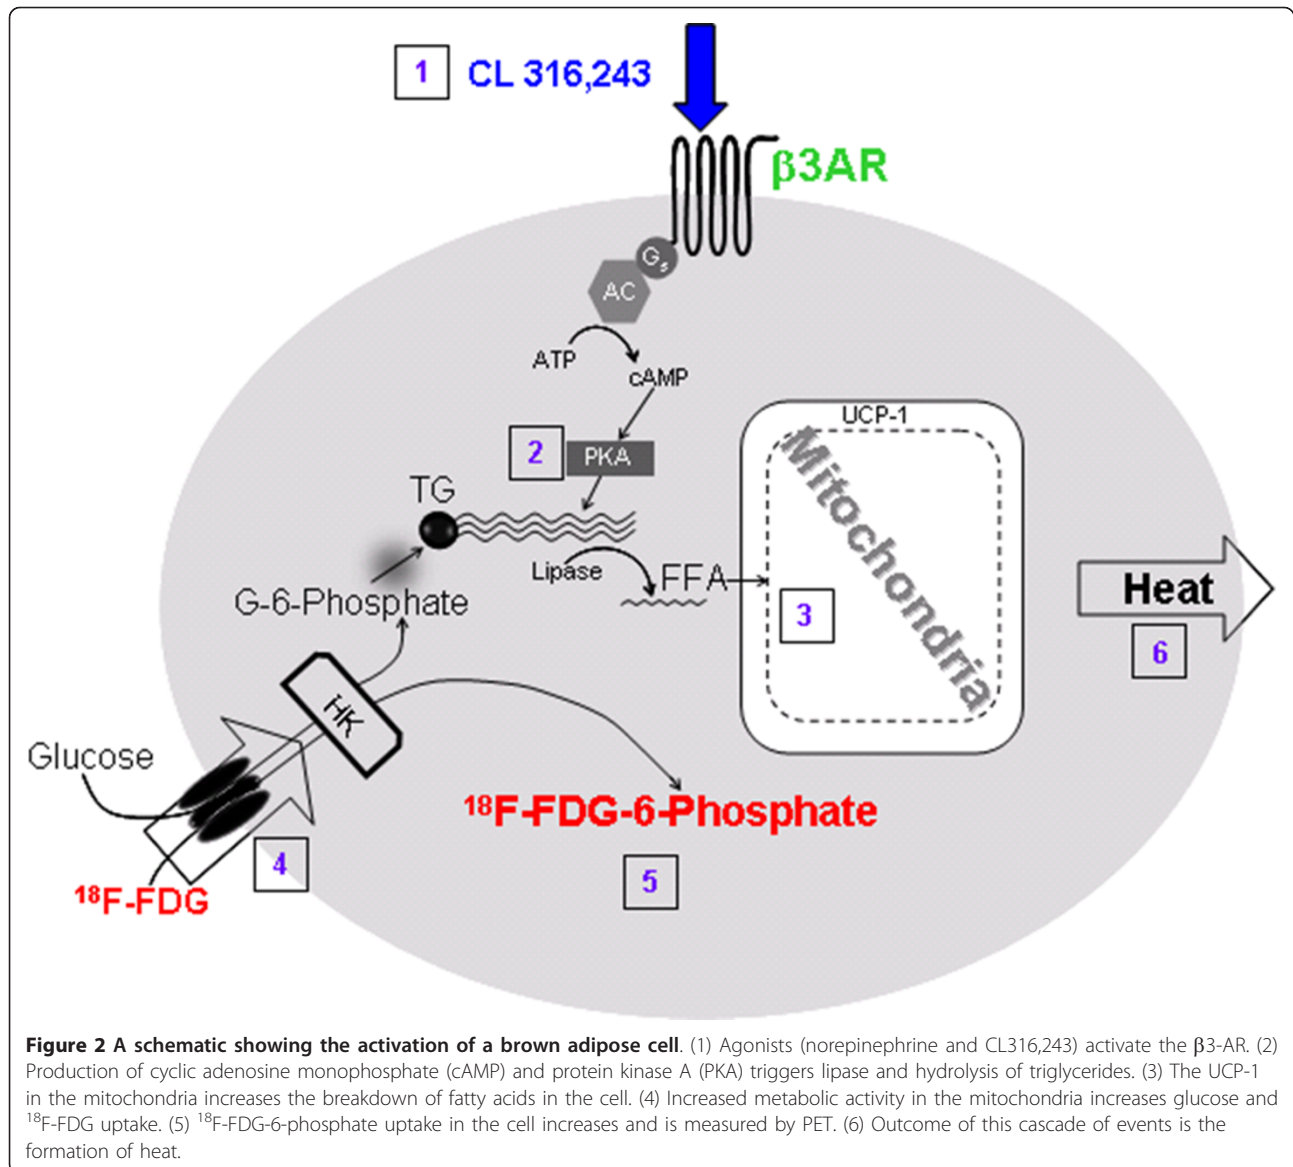 1 CL 316,243
β3AR
Gs
AC
ATP
cAMP
UCP-1
2 PKA
Mitochondria
TG
Lipase
FFA
Heat
G-6-Phosphate
3
6
HK
Glucose
¹⁸F-FDG-6-Phosphate
4
5
¹⁸F-FDG
Figure 2 A schematic showing the activation of a brown adipose cell. (1) Agonists (norepinephrine and CL316,243) activate the β3-AR. (2)
Production of cyclic adenosine monophosphate (cAMP) and protein kinase A (PKA) triggers lipase and hydrolysis of triglycerides. (3) The UCP-1
in the mitochondria increases the breakdown of fatty acids in the cell. (4) Increased metabolic activity in the mitochondria increases glucose and
¹⁸F-FDG uptake. (5) ¹⁸F-FDG-6-phosphate uptake in the cell increases and is measured by PET. (6) Outcome of this cascade of events is the
formation of heat.